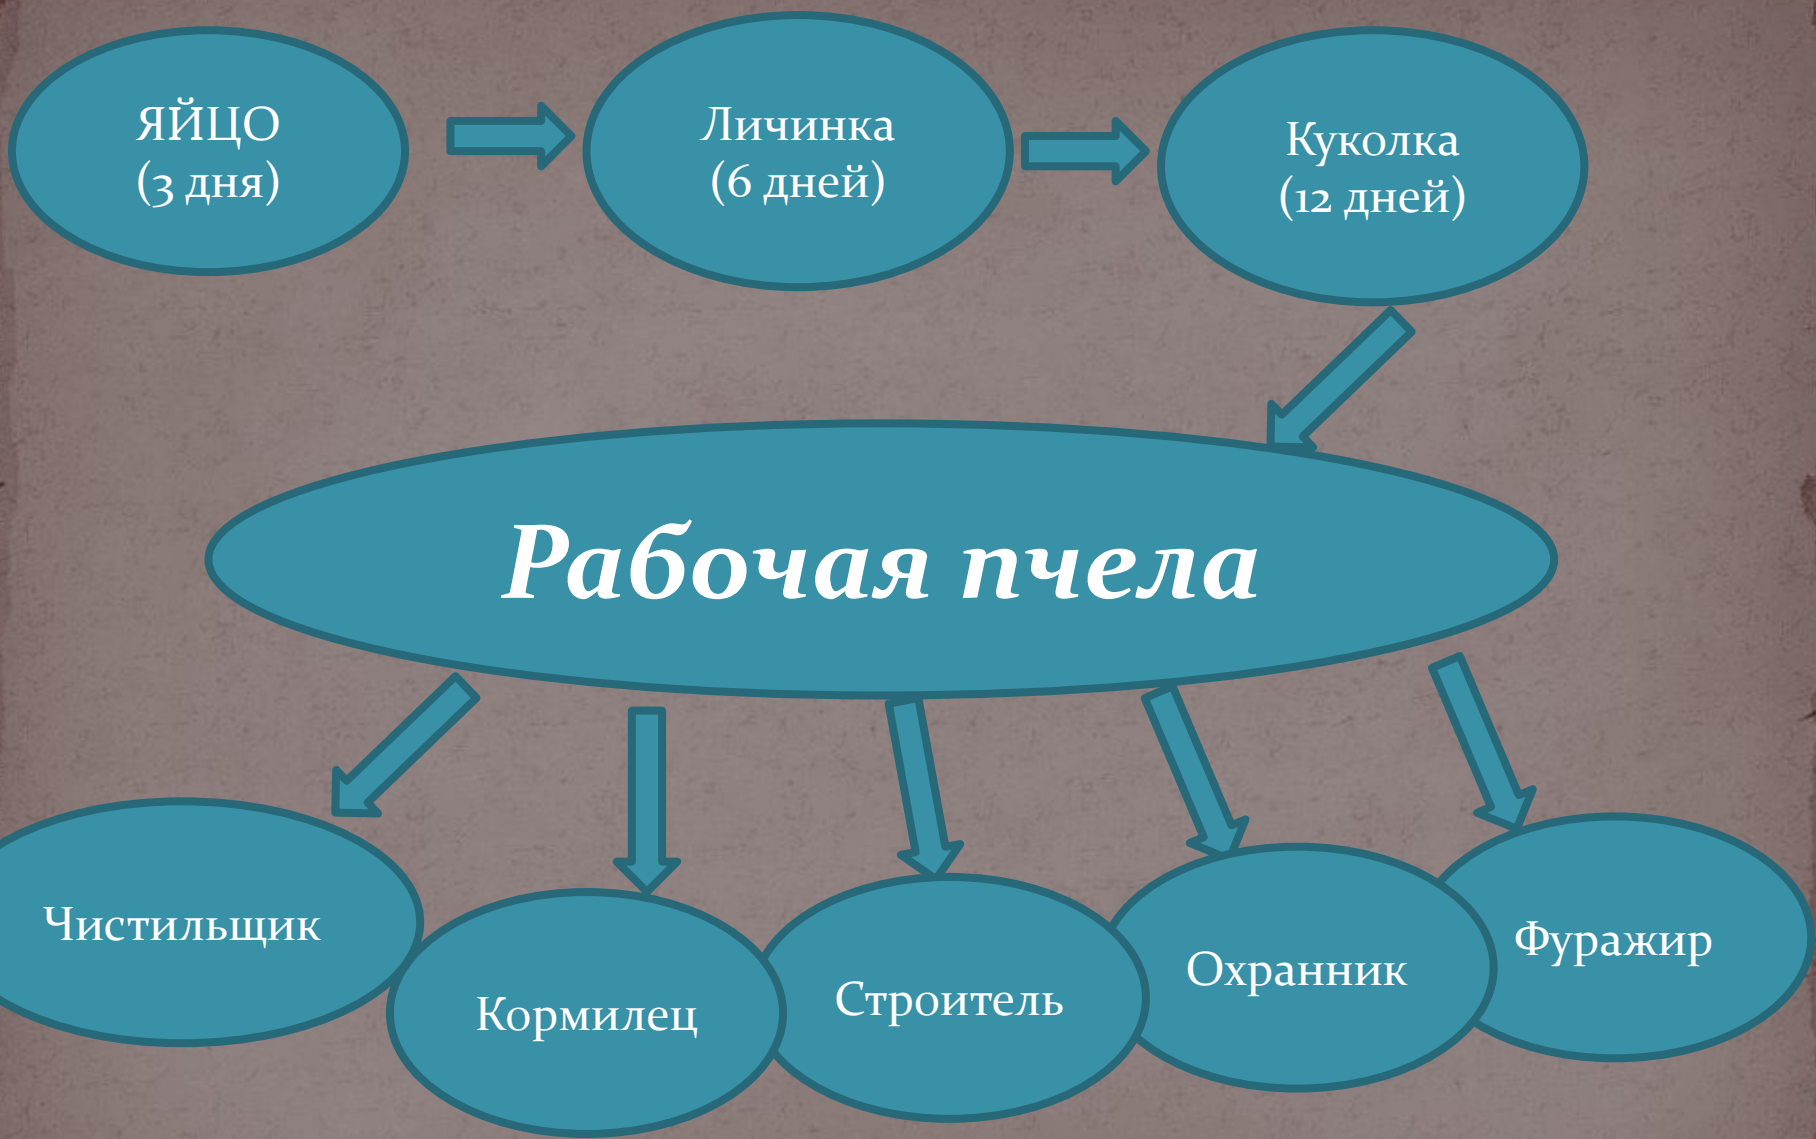 ЯЙЦО
(3 дня)
Личинка
(6 дней)
Куколка
(12 дней)
Рабочая пчела
Чистильщик
Кормилец
Строитель
Охранник
Фуражир